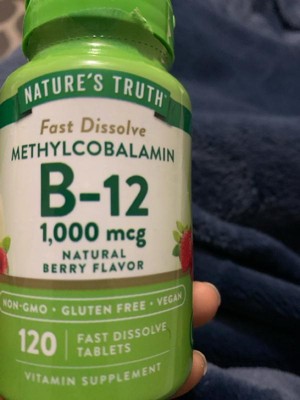 NATURE'S TRUTH
Fast Dissolve
METHYLCOBALAMIN
B-12
1,000 mcg
NATURAL
BERRY FLAVOR
NON-GMO • GLUTEN FREE • VEGAN
120 FAST DISSOLVE
TABLETS
VITAMIN SUPPLEMENT